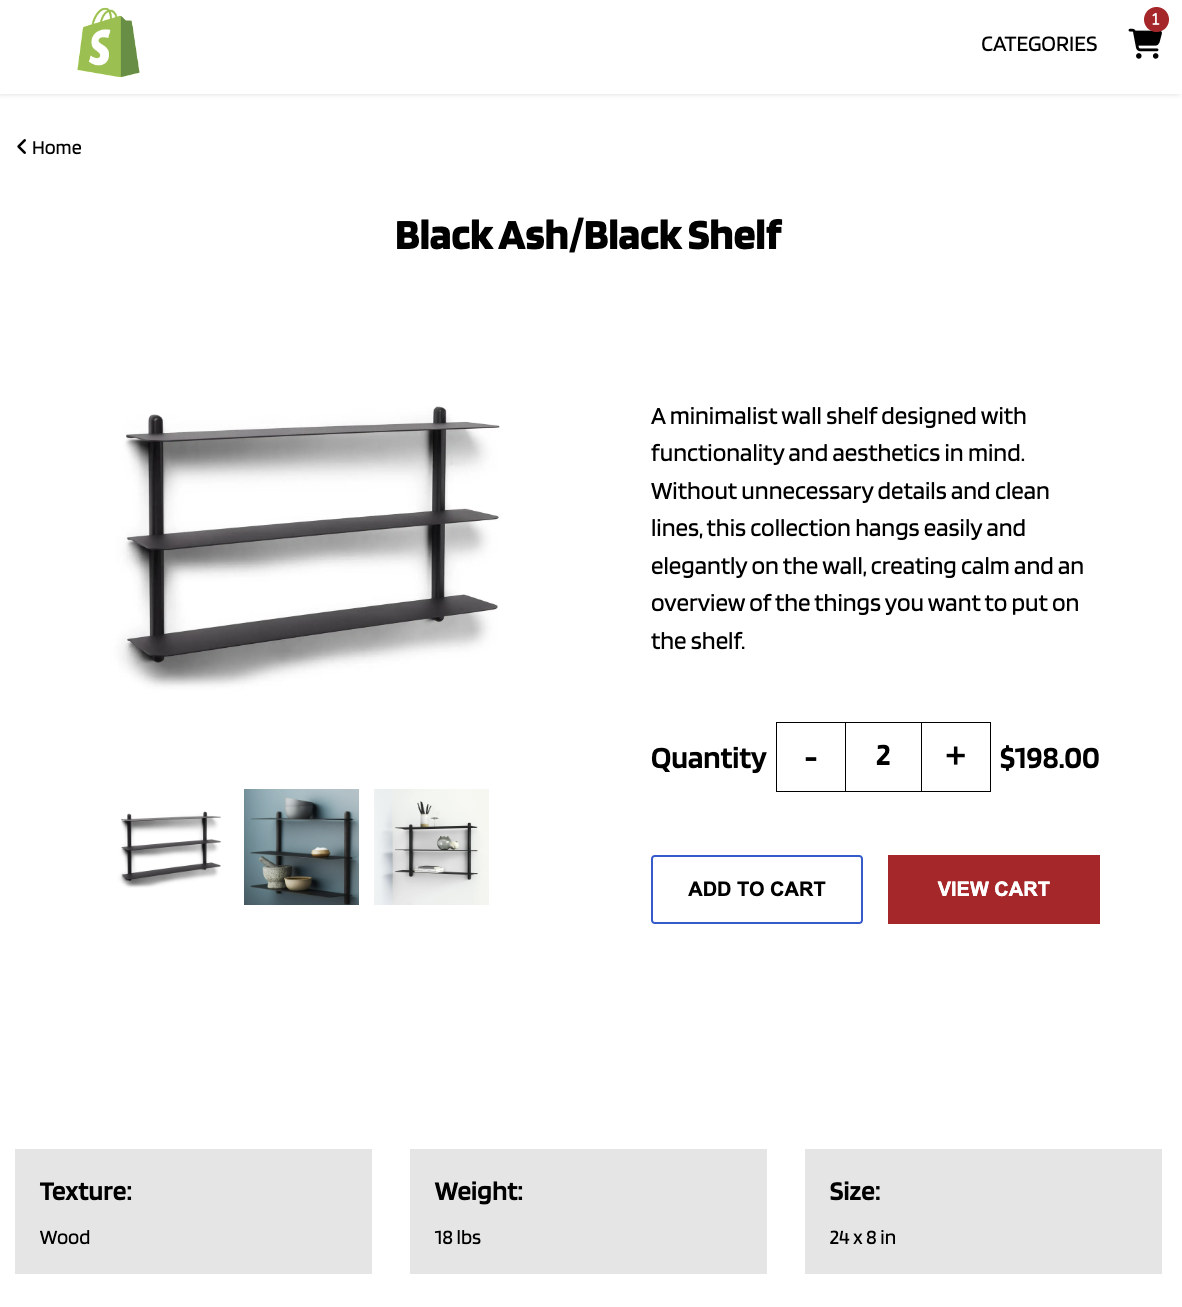 S
CATEGORIES
1
Home
Black Ash/Black Shelf
A minimalist wall shelf designed with
functionality and aesthetics in mind.
Without unnecessary details and clean
lines, this collection hangs easily and
elegantly on the wall, creating calm and an
overview of the things you want to put on
the shelf.
Quantity - 2 + $198.00
ADD TO CART VIEW CART
Texture:
Wood
Weight:
18 lbs
Size:
24 x 8 in